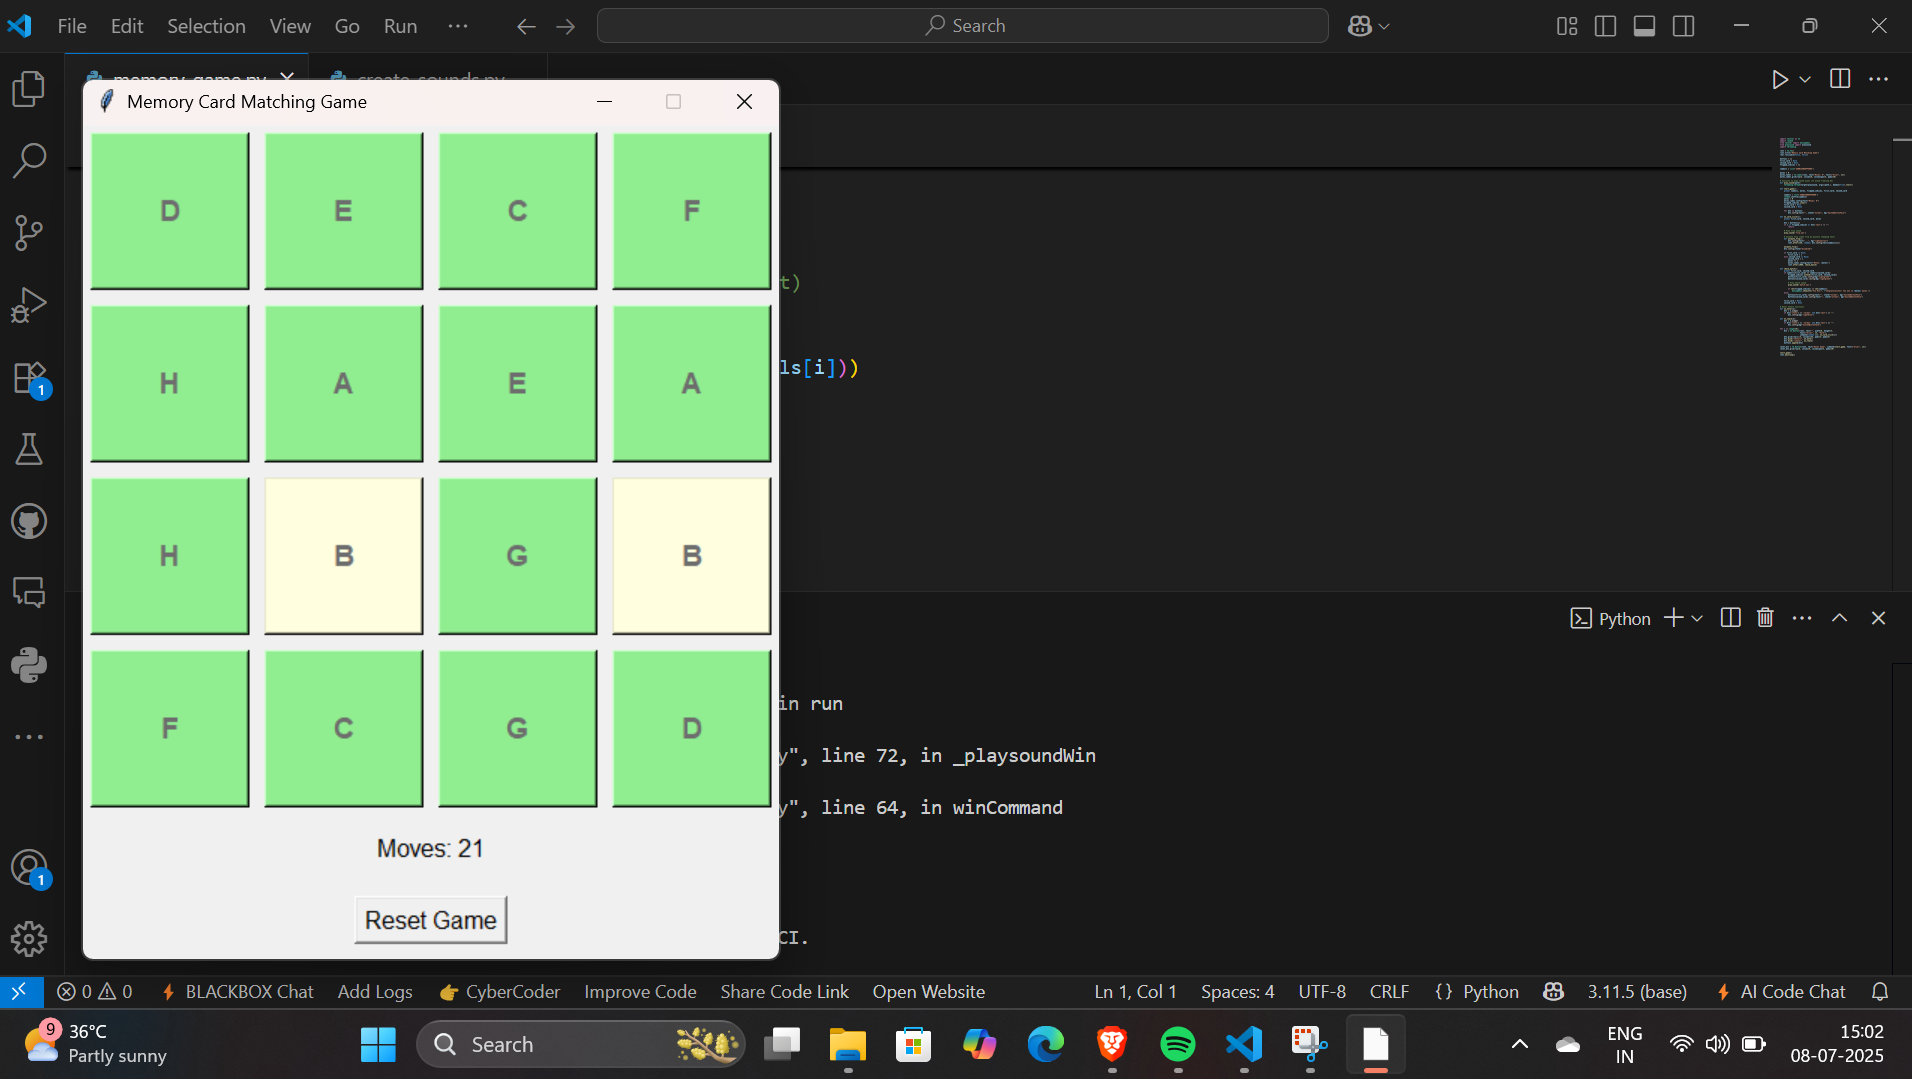 File Edit Selection View Go Run ··· Search
memory_game.py create_sounds.py
Memory Card Matching Game
D E C F
t)
H A E A
ls[i]))
H B G B
F C G D
Moves: 21
Reset Game
Python
in run
y", line 72, in _playsoundWin
y", line 64, in winCommand
CI.
1
1
0 0 BLACKBOX Chat Add Logs CyberCoder Improve Code Share Code Link Open Website Ln 1, Col 1 Spaces: 4 UTF-8 CRLF {} Python 3.11.5 (base) AI Code Chat
9 36°C
Partly sunny
Search
ENG
IN
15:02
08-07-2025